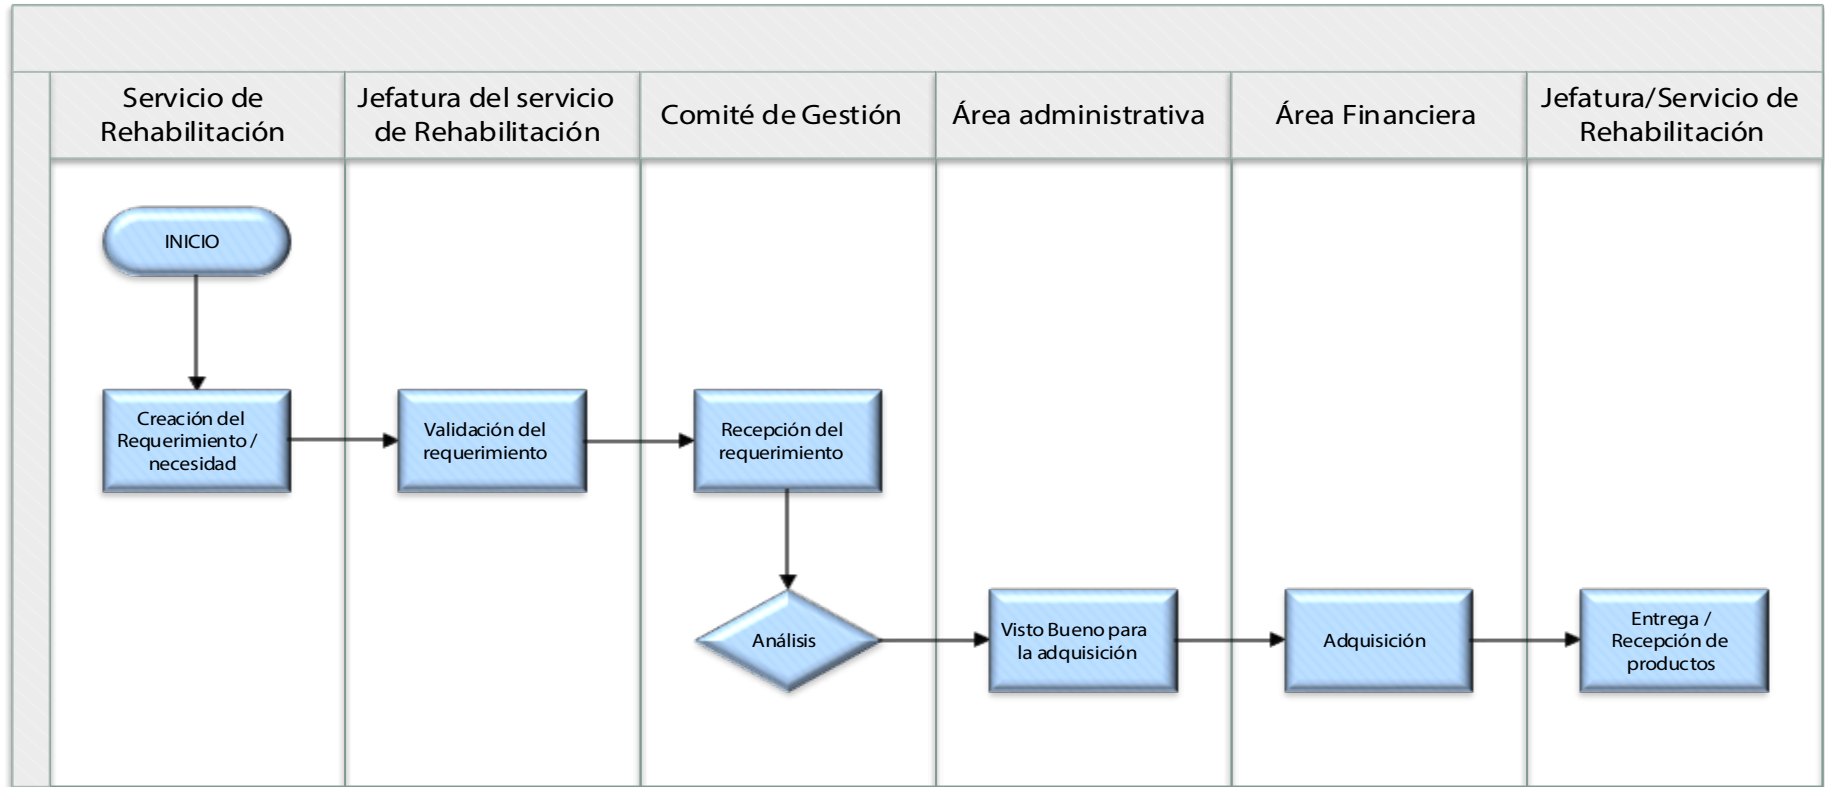 Servicio de
Rehabilitación
Jefatura del servicio
de Rehabilitación
Comité de Gestión
Área administrativa
Área Financiera
Jefatura/Servicio de
Rehabilitación
INICIO
Creación del
Requerimiento /
necesidad
Validación del
requerimiento
Recepción del
requerimiento
Análisis
Visto Bueno para
la adquisición
Adquisición
Entrega /
Recepción de
productos